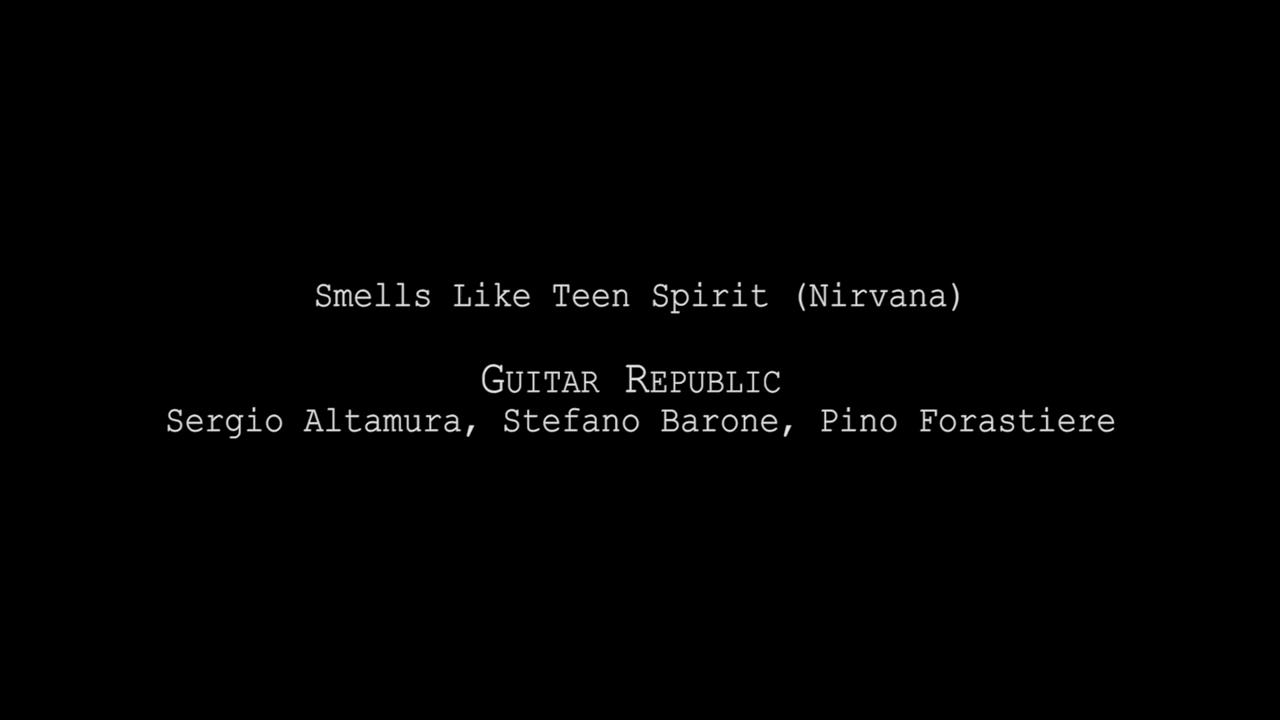 Smells Like Teen Spirit (Nirvana)
GUITAR REPUBLIC
Sergio Altamura, Stefano Barone, Pino Forastiere